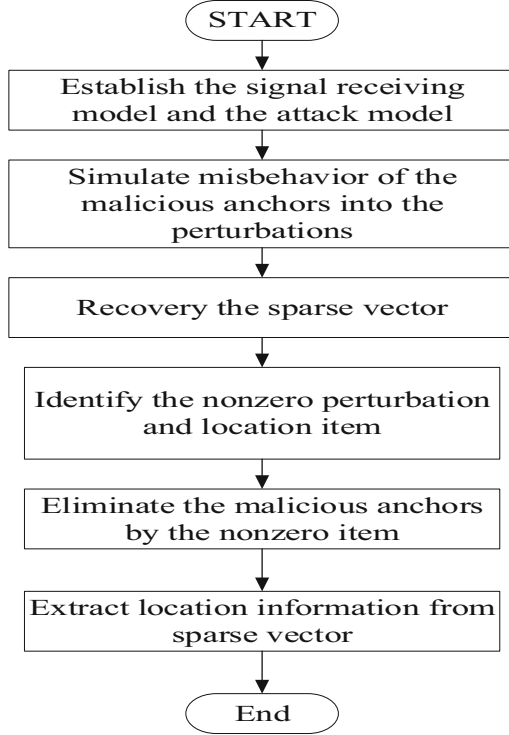 START
Establish the signal receiving
model and the attack model
Simulate misbehavior of the
malicious anchors into the
perturbations
Recovery the sparse vector
Identify the nonzero perturbation
and location item
Eliminate the malicious anchors
by the nonzero item
Extract location information from
sparse vector
End